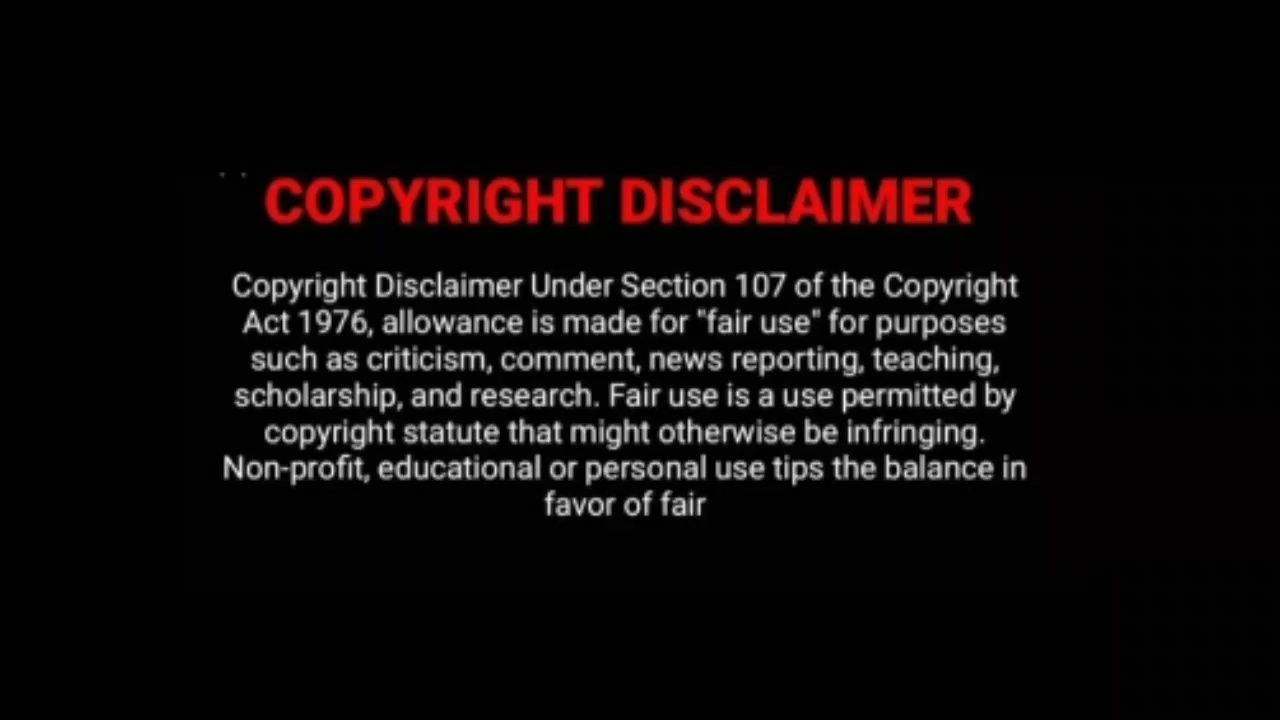 COPYRIGHT DISCLAIMER
Copyright Disclaimer Under Section 107 of the Copyright
Act 1976, allowance is made for "fair use" for purposes
such as criticism, comment, news reporting, teaching,
scholarship, and research. Fair use is a use permitted by
copyright statute that might otherwise be infringing.
Non-profit, educational or personal use tips the balance in
favor of fair